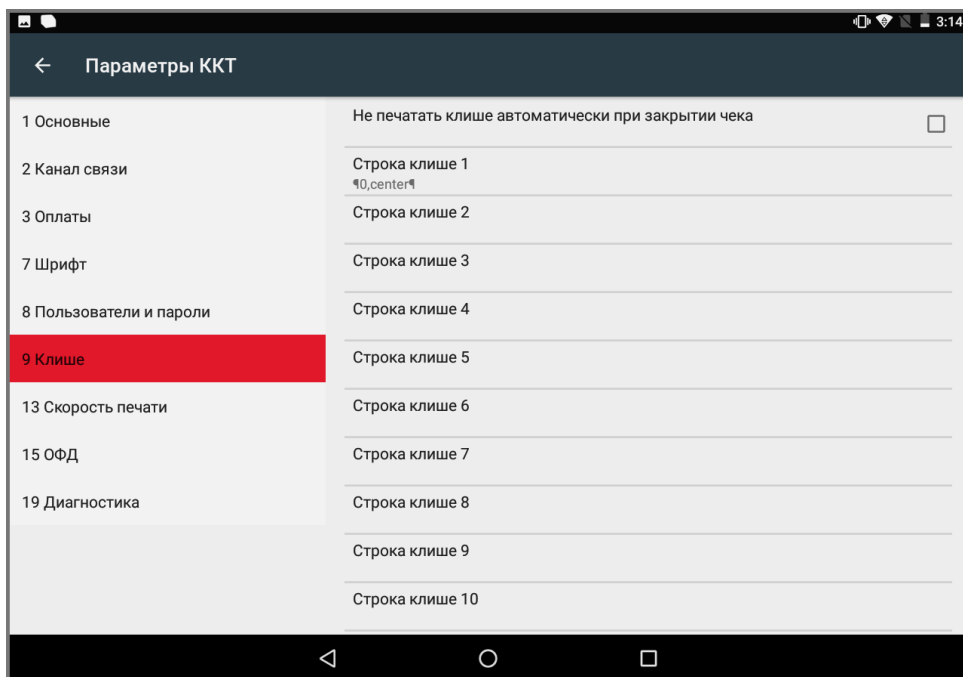 3:14
Параметры ККТ
1 Основные
2 Канал связи
3 Оплаты
7 Шрифт
8 Пользователи и пароли
9 Клише
13 Скорость печати
15 ОФД
19 Диагностика
Не печатать клише автоматически при закрытии чека
Строка клише 1
¶0,center¶
Строка клише 2
Строка клише 3
Строка клише 4
Строка клише 5
Строка клише 6
Строка клише 7
Строка клише 8
Строка клише 9
Строка клише 10